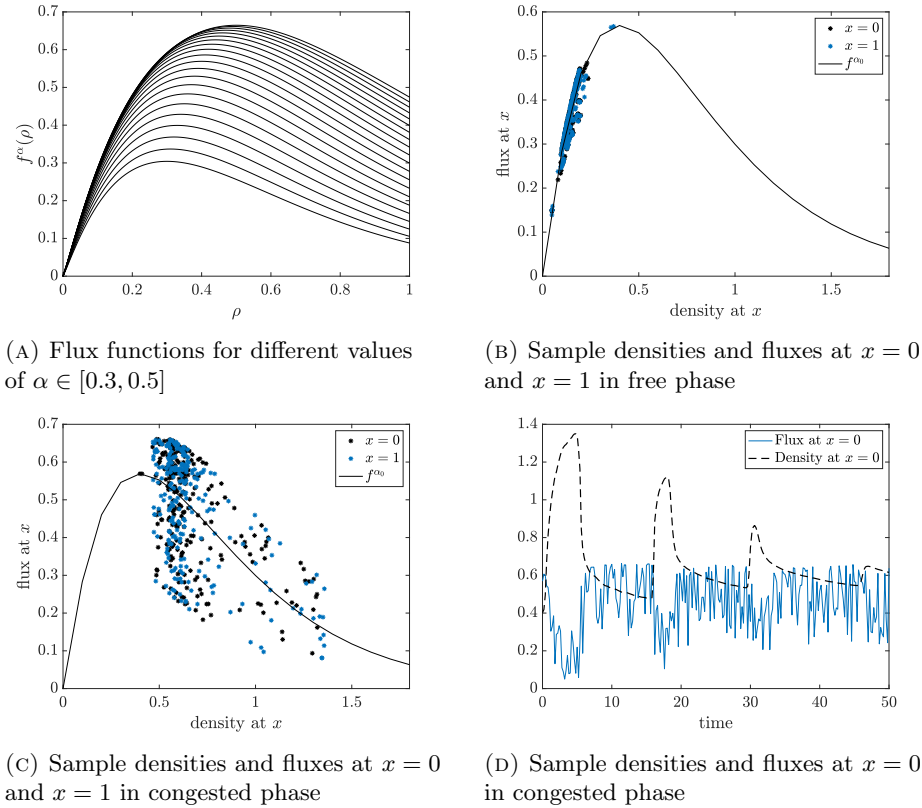 0.7
0.6
0.5
0.4
0.3
0.2
0.1
0
f^α(ρ)
0 0.2 0.4 0.6 0.8 1
ρ
(A) Flux functions for different values
of α ∈ [0.3, 0.5]
0.6
0.5
0.4
0.3
0.2
0.1
0
flux at x
0 0.5 1 1.5
density at x
x = 0
x = 1
f^{α_0}
(B) Sample densities and fluxes at x = 0
and x = 1 in free phase
0.7
0.6
0.5
0.4
0.3
0.2
0.1
0
flux at x
0 0.5 1 1.5
density at x
x = 0
x = 1
f^{α_0}
(C) Sample densities and fluxes at x = 0
and x = 1 in congested phase
1.4
1.2
1
0.8
0.6
0.4
0.2
0
0 10 20 30 40 50
time
Flux at x = 0
Density at x = 0
(D) Sample densities and fluxes at x = 0
in congested phase